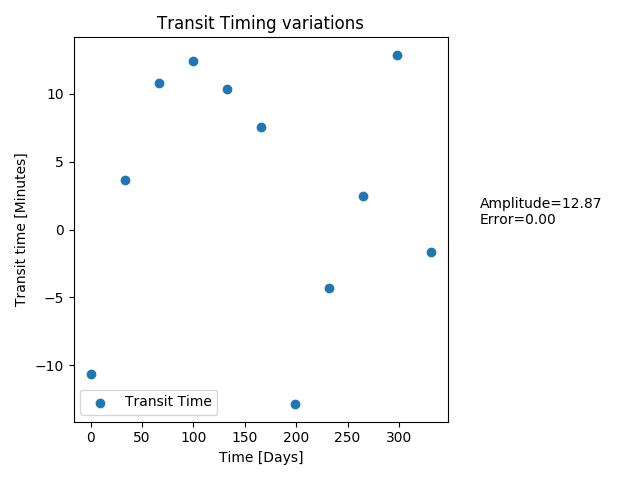 Transit Timing variations
Transit time [Minutes]
10
5
0
−5
−10
Amplitude=12.87
Error=0.00
Transit Time
0 50 100 150 200 250 300
Time [Days]